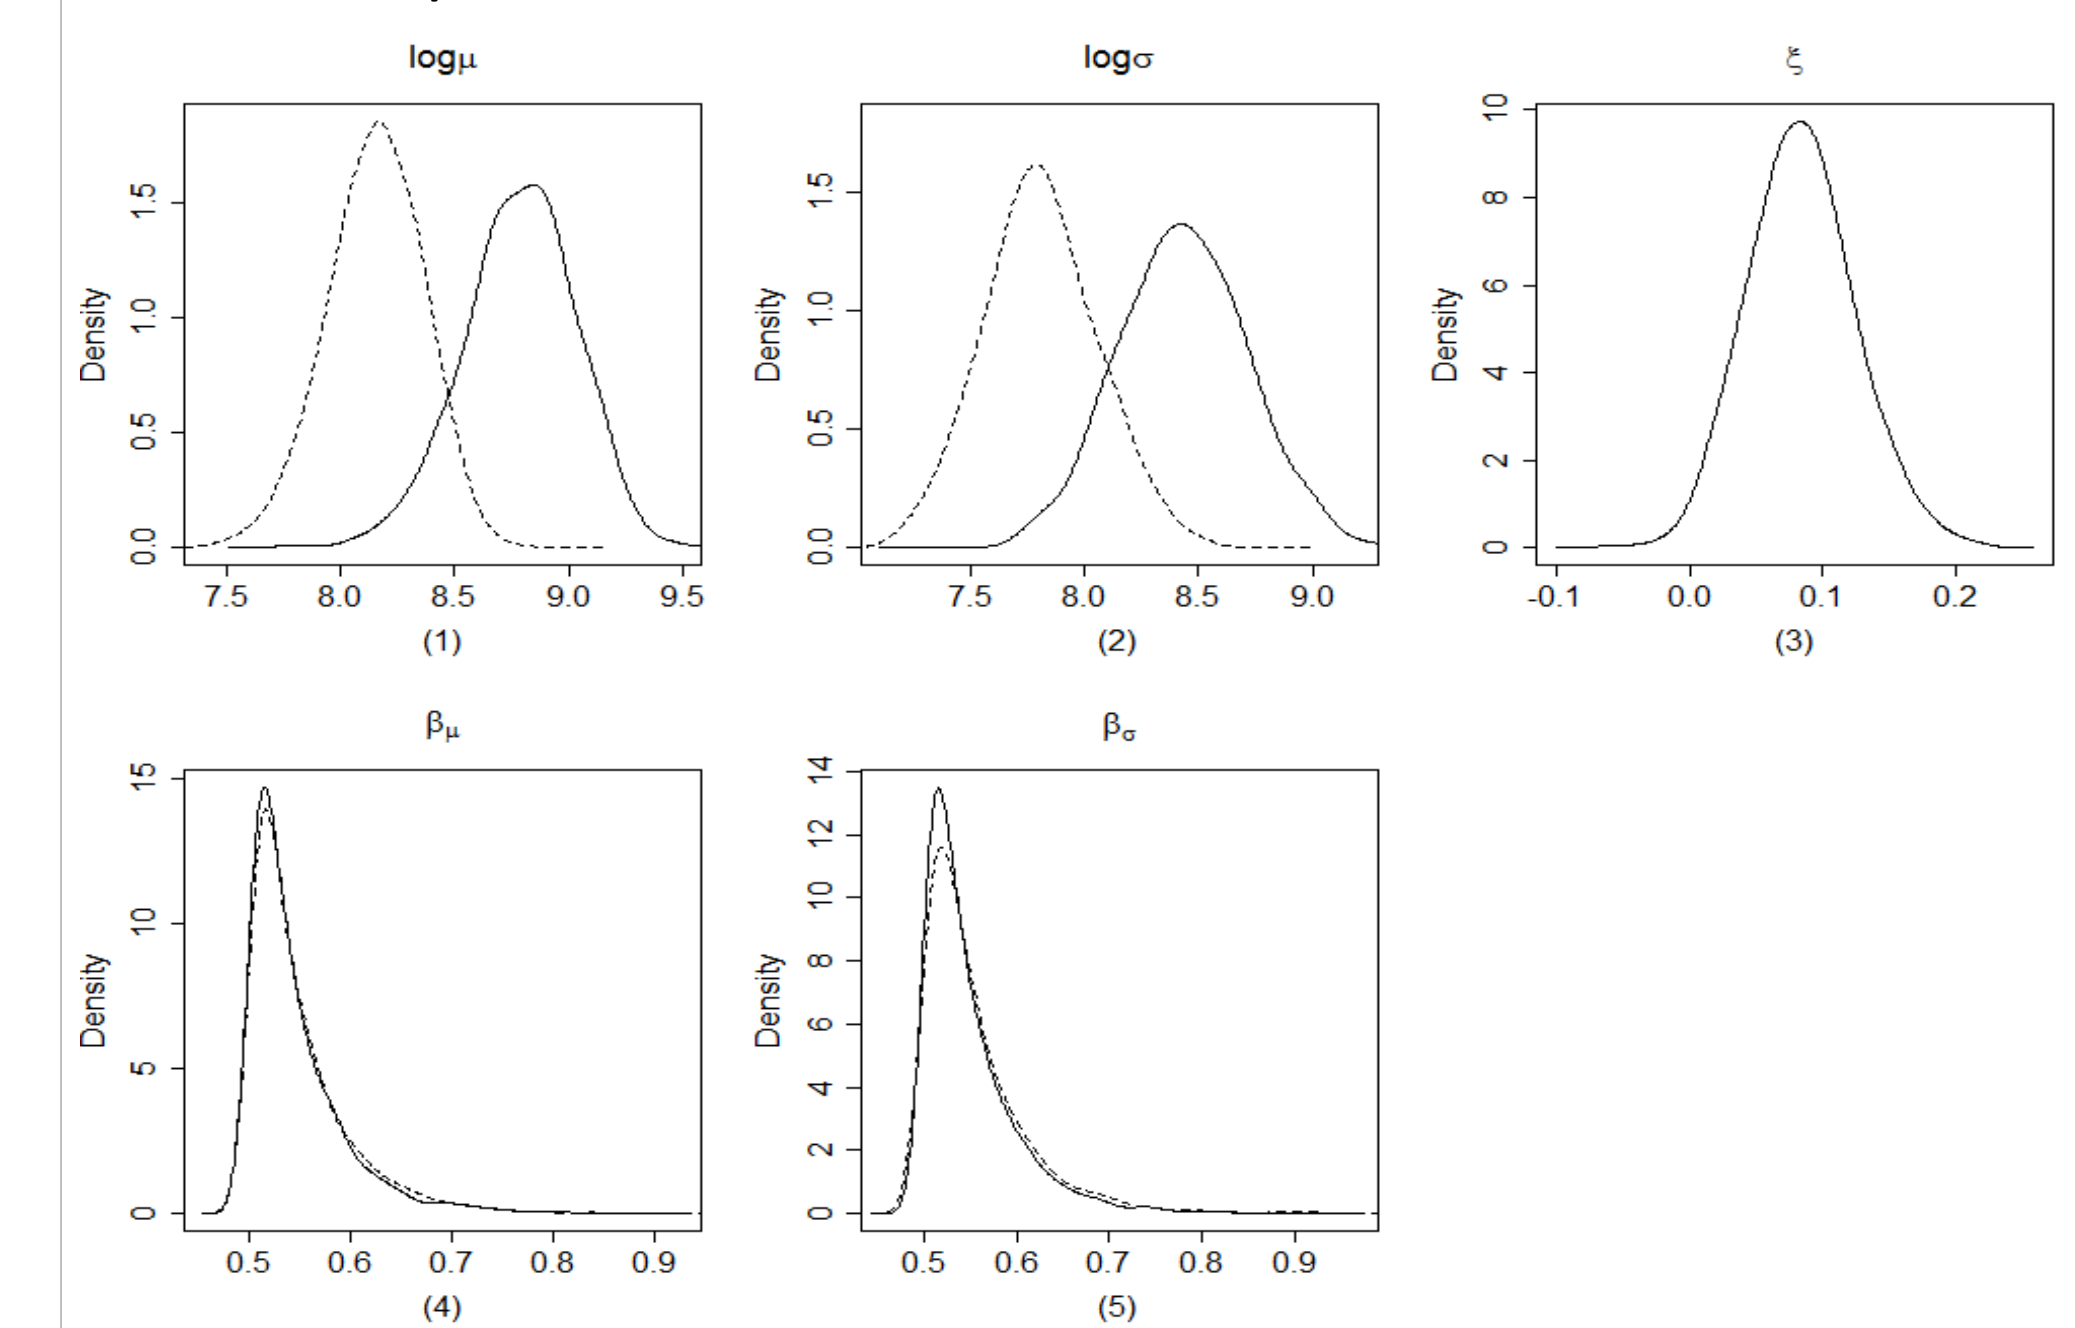 logμ
Density
0.0 0.5 1.0 1.5
7.5 8.0 8.5 9.0 9.5
(1)
logσ
Density
0.0 0.5 1.0 1.5
7.5 8.0 8.5 9.0
(2)
ξ
Density
0 2 4 6 8 10
-0.1 0.0 0.1 0.2
(3)
βμ
Density
0 5 10 15
0.5 0.6 0.7 0.8 0.9
(4)
βσ
Density
0 2 4 6 8 10 12 14
0.5 0.6 0.7 0.8 0.9
(5)